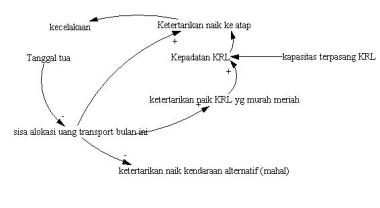 Ketertarikan naik ke atap
kecelakaan
+
Tanggal tua
Kepadatan KRL
kapasitas terpasang KRL
+
ketertarikan naik KRL yg murah meriah
+
-
sisa alokasi uang transport bulan ini
-
ketertarikan naik kendaraan alternatif (mahal)